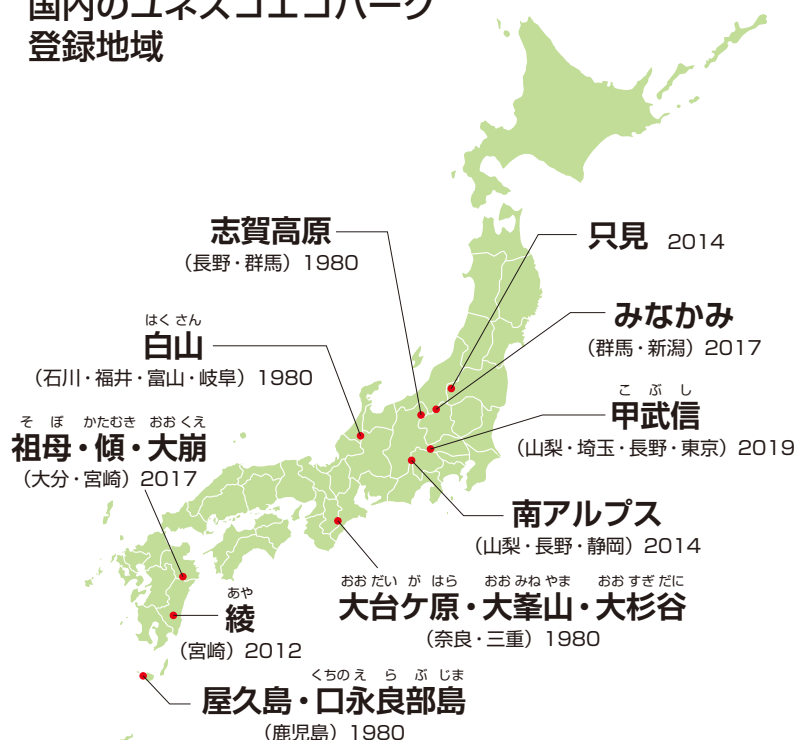 国内のユネスコエコパーク
登録地域
志賀高原
（長野・群馬）1980
只見 2014
はくさん
白山
（石川・福井・富山・岐阜）1980
みなかみ
（群馬・新潟）2017
こぶし
甲武信
（山梨・埼玉・長野・東京）2019
そぼ かたむき おおくえ
祖母・傾・大崩
（大分・宮崎）2017
南アルプス
（山梨・長野・静岡）2014
おおだいがはら おおみねやま おおすぎだに
大台ケ原・大峯山・大杉谷
（奈良・三重）1980
あや
綾
（宮崎）2012
くちのえらぶじま
屋久島・口永良部島
（鹿児島）1980